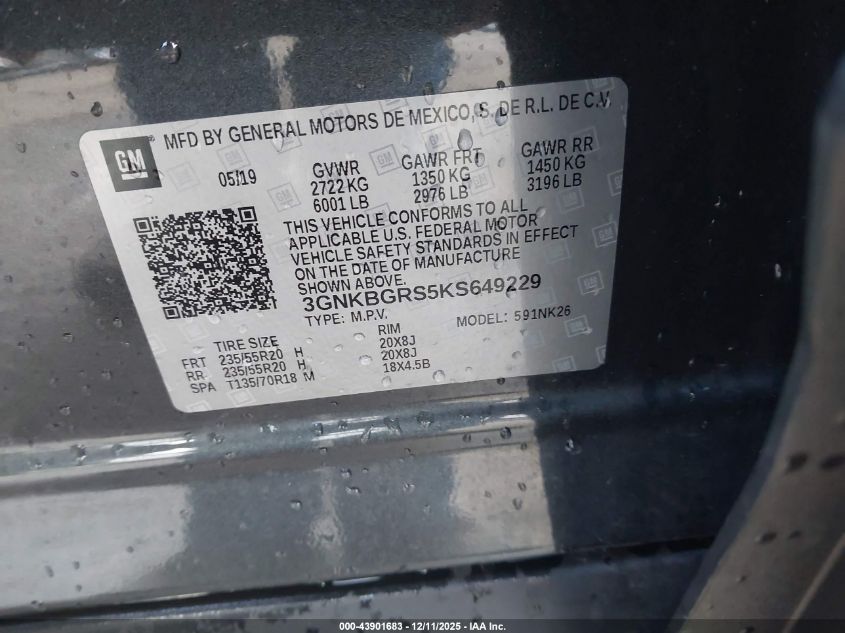 GM ® MFD BY GENERAL MOTORS DE MEXICO, S. DE R.L. DE C.V.
05/19
GVWR GAWR FRT GAWR RR
2722 KG 1350 KG 1450 KG
6001 LB 2976 LB 3196 LB
THIS VEHICLE CONFORMS TO ALL
APPLICABLE U.S. FEDERAL MOTOR
VEHICLE SAFETY STANDARDS IN EFFECT
ON THE DATE OF MANUFACTURE
SHOWN ABOVE.
3GNKBGRS5KS649229
TYPE: M.P.V. MODEL: 591NK26
TIRE SIZE RIM
FRT 235/55R20 H 20X8J
RR 235/55R20 H 20X8J
SPA T135/70R18 M 18X4.5B
000-43901683 - 12/11/2025 - IAA Inc.